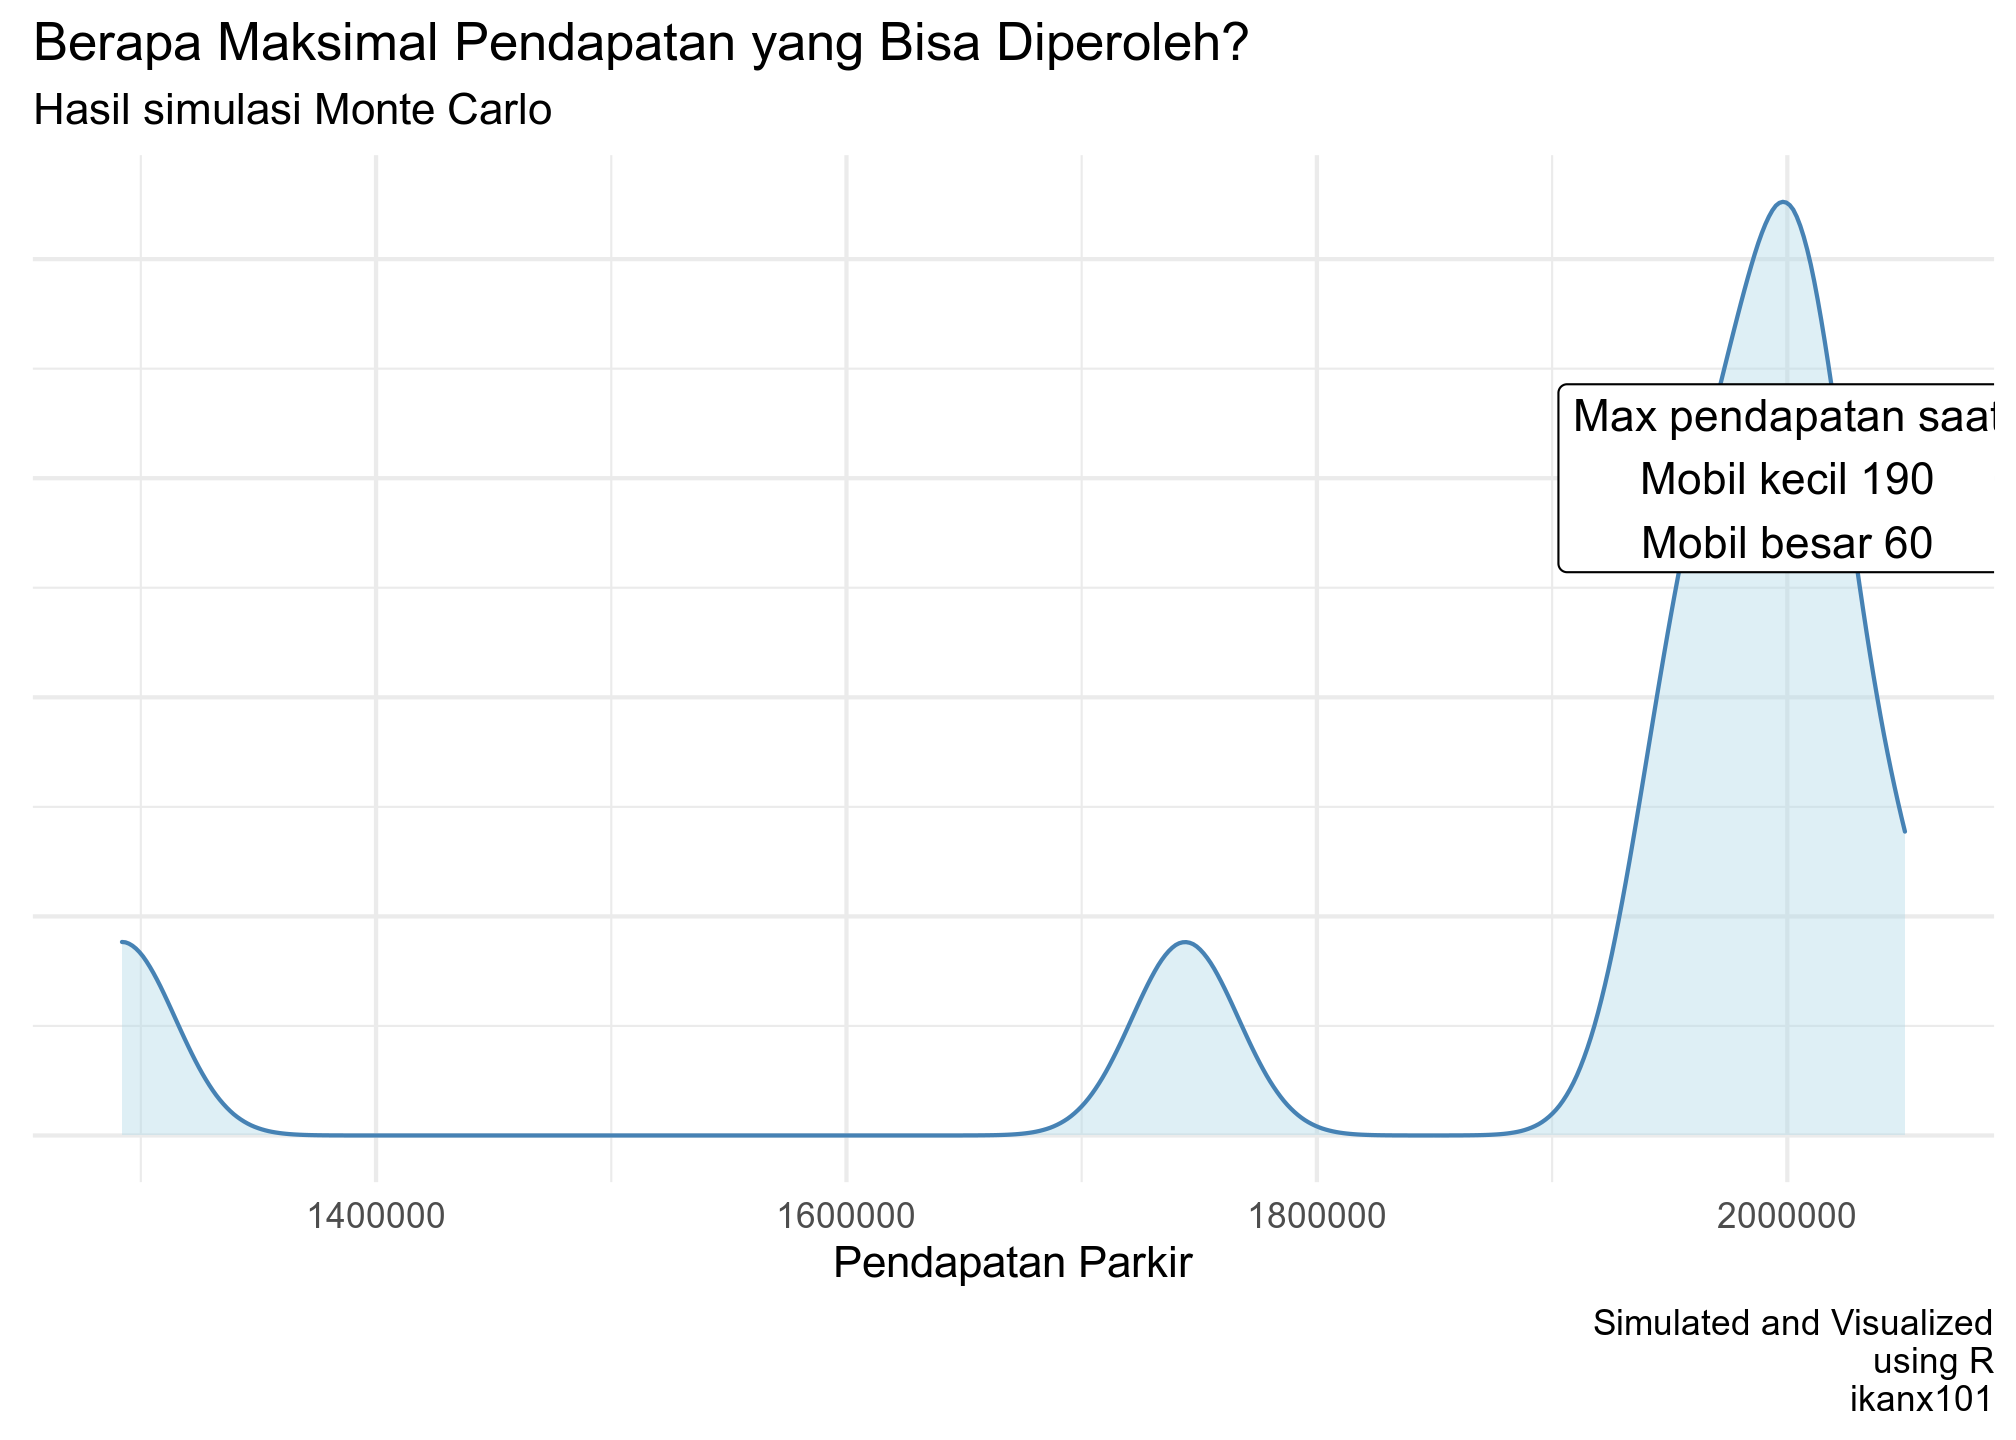 Berapa Maksimal Pendapatan yang Bisa Diperoleh?
Hasil simulasi Monte Carlo
Max pendapatan saat
Mobil kecil 190
Mobil besar 60
1400000 1600000 1800000 2000000
Pendapatan Parkir
Simulated and Visualized
using R
ikanx101